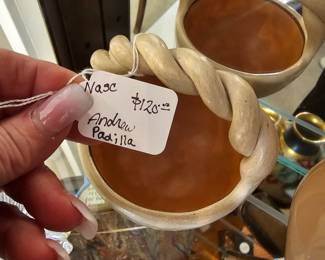 Nasc
$120.00
Andrew
Padilla